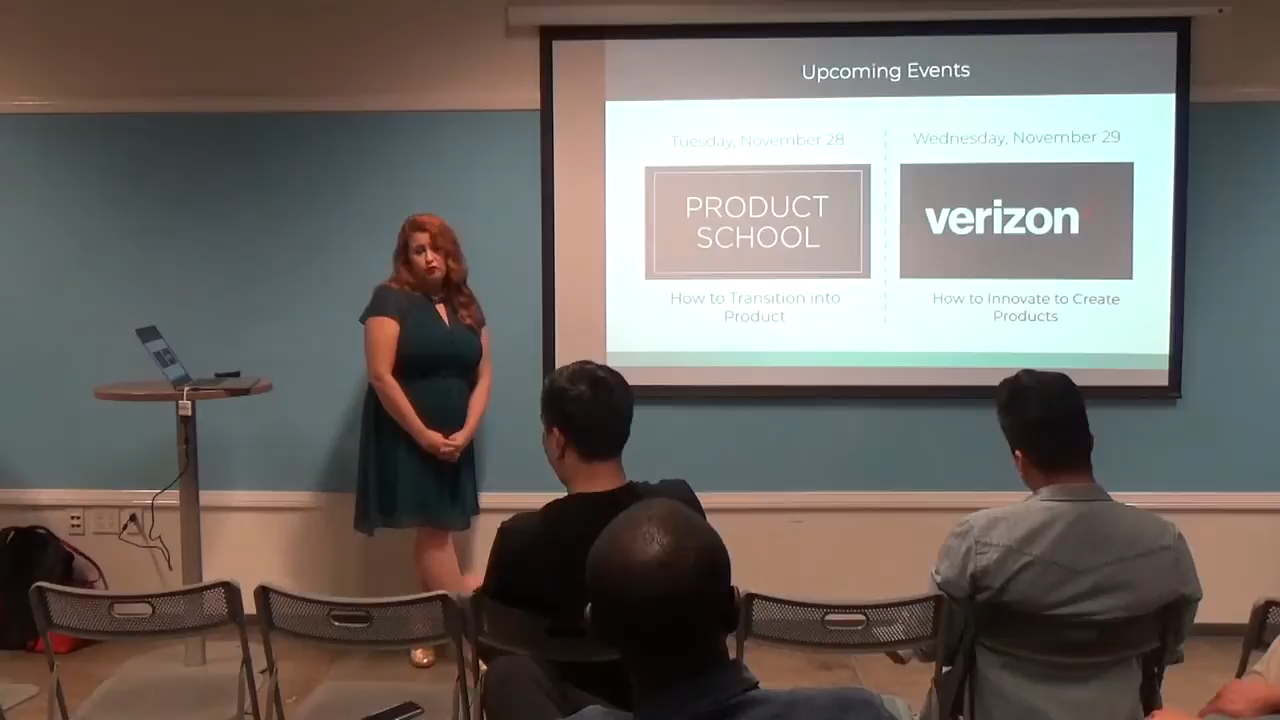 Upcoming Events
Tuesday, November 28
PRODUCT
SCHOOL
How to Transition into
Product
Wednesday, November 29
verizon
How to Innovate to Create
Products